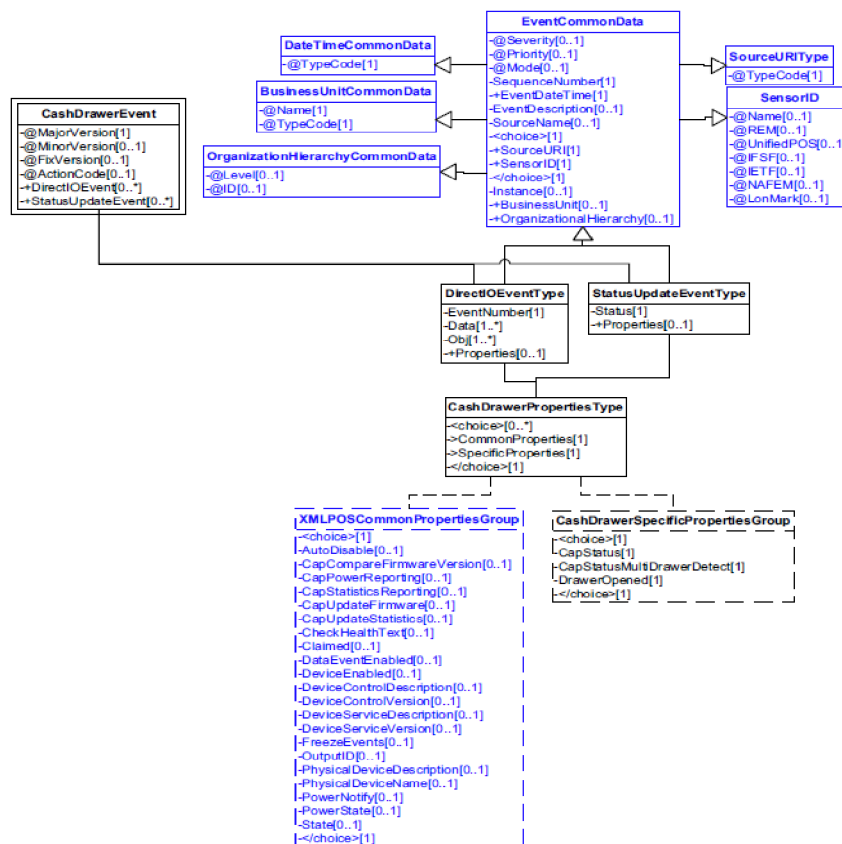 EventCommonData
-@Severity[0..1]
-@Priority[0..1]
-@Mode[0..1]
-SequenceNumber[1]
-+EventDateTime[1]
-EventDescription[0..1]
-SourceName[0..1]
-<choice>[1]
-+SourceURI[1]
-+SensorID[1]
-</choice>[1]
-Instance[0..1]
-+BusinessUnit[0..1]
-+OrganizationalHierarchy[0..1]
DateTimeCommonData
-@TypeCode[1]
BusinessUnitCommonData
-@Name[1]
-@TypeCode[1]
OrganizationHierarchyCommonData
-@Level[0..1]
-@ID[0..1]
SourceURIType
-@TypeCode[1]
SensorID
-@Name[0..1]
-@REM[0..1]
-@UnifiedPOS[0..1]
-@IFSF[0..1]
-@IETF[0..1]
-@NAFEM[0..1]
-@LonMark[0..1]
CashDrawerEvent
-@MajorVersion[1]
-@MinorVersion[0..1]
-@FixVersion[0..1]
-@ActionCode[0..1]
-+DirectIOEvent[0..*]
-+StatusUpdateEvent[0..*]
DirectIOEventType
-EventNumber[1]
-Data[1..*]
-Obj[1..*]
-+Properties[0..1]
StatusUpdateEventType
-Status[1]
-+Properties[0..1]
CashDrawerPropertiesType
-<choice>[0..*]
->CommonProperties[1]
->SpecificProperties[1]
-</choice>[1]
XMLPOSCommonPropertiesGroup
-<choice>[1]
-AutoDisable[0..1]
-CapCompareFirmwareVersion[0..1]
-CapPowerReporting[0..1]
-CapStatisticsReporting[0..1]
-CapUpdateFirmware[0..1]
-CapUpdateStatistics[0..1]
-CheckHealthText[0..1]
-Claimed[0..1]
-DataEventEnabled[0..1]
-DeviceEnabled[0..1]
-DeviceControlDescription[0..1]
-DeviceControlVersion[0..1]
-DeviceServiceDescription[0..1]
-DeviceServiceVersion[0..1]
-FreezeEvents[0..1]
-OutputID[0..1]
-PhysicalDeviceDescription[0..1]
-PhysicalDeviceName[0..1]
-PowerNotify[0..1]
-PowerState[0..1]
-State[0..1]
-</choice>[1]
CashDrawerSpecificPropertiesGroup
-<choice>[1]
-CapStatus[1]
-CapStatusMultiDrawerDetect[1]
-DrawerOpened[1]
-</choice>[1]